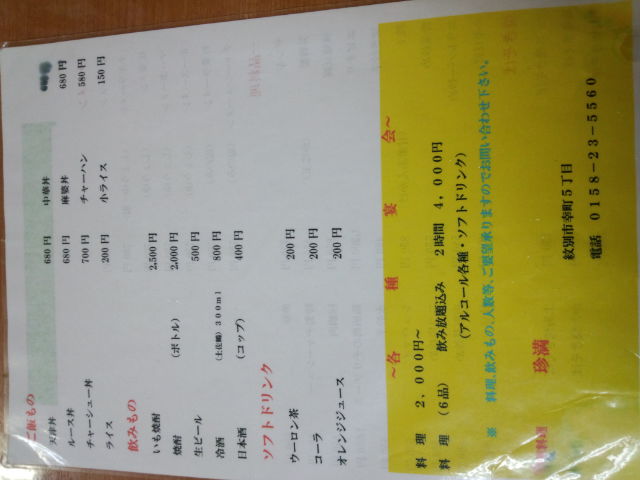 ご飯もの
天津丼 680円 中華丼
ルース丼 680円 麻婆丼 680円
チャーシュー丼 700円 チャーハン 580円
ライス 200円 小ライス 150円
飲みもの
いも焼酎 2,500円
焼酎 (ボトル) 2,000円
生ビール 500円
冷酒 (土佐鶴)300ml 800円
日本酒 (コップ) 400円
ソフトドリンク
ウーロン茶 200円
コーラ 200円
オレンジジュース 200円
~各種宴会~
料理 2,000円~
料理 (6品) 飲み放題込み 2時間 4,000円
(アルコール各種・ソフトドリンク)
※ 料理、飲みもの、人数等、ご要望承りますのでお問い合わせ下さい。
珍満
紋別市幸町5丁目
電話 0158-23-5560